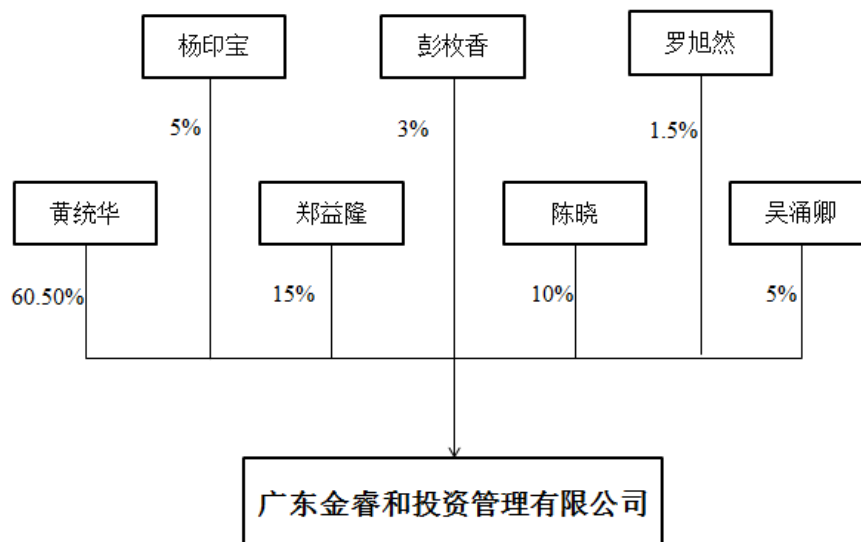 杨印宝
彭枚香
罗旭然
5%
3%
1.5%
黄统华
郑益隆
陈晓
吴涌卿
60.50%
15%
10%
5%
广东金睿和投资管理有限公司